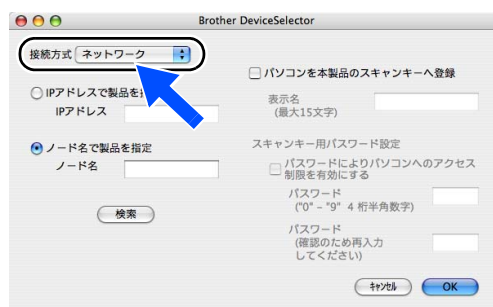 Brother DeviceSelector
接続方式 ネットワーク
IPアドレスで製品を
IPアドレス
ノード名で製品を指定
ノード名
検索
パソコンを本製品のスキャンキーへ登録
表示名
(最大15文字)
スキャンキー用パスワード設定
パスワードによりパソコンへのアクセス
制限を有効にする
パスワード
("0" – "9" 4 桁半角数字)
パスワード
(確認のため再入力
してください)
キャンセル
OK